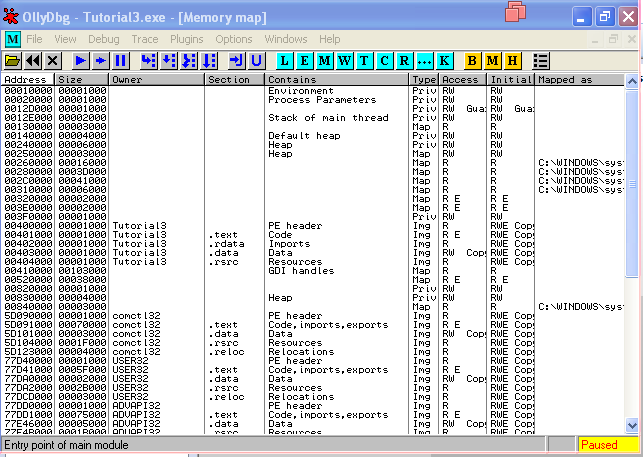 OllyDbg - Tutorial3.exe - [Memory map]
M File View Debug Trace Plugins Options Windows Help
L E M W T C R ... K B M H
Address Size Owner Section Contains Type Access Initial Mapped as
00010000 00001000 Environment Priv RW RW
00020000 00001000 Process Parameters Priv RW RW
0012D000 00001000 Priv RW Gua RW Gua
0012E000 00002000 Stack of main thread Priv RW RW
00130000 00003000 Map R R
00140000 00004000 Default heap Priv RW RW
00240000 00006000 Heap Priv RW RW
00250000 00003000 Heap Map RW RW
00260000 00016000 Map R R C:\WINDOWS\sys
00280000 0003D000 Map R R C:\WINDOWS\sys
002C0000 00041000 Map R R C:\WINDOWS\sys
00310000 00006000 Map R R C:\WINDOWS\sys
00320000 00002000 Map R E R E
003E0000 00002000 Map R E R E
003F0000 00001000 Priv RW RW
00400000 00001000 Tutorial3 PE header Img R RWE Cop
00401000 00001000 Tutorial3 .text Code Img R E RWE Cop
00402000 00001000 Tutorial3 .rdata Imports Img R RWE Cop
00403000 00001000 Tutorial3 .data Data Img RW Cop RWE Cop
00404000 00001000 Tutorial3 .rsrc Resources Img R RWE Cop
00410000 00103000 GDI handles Map R R
00520000 00038000 Map R E R E
00820000 00001000 Priv RW RW
00830000 00004000 Heap Priv RW RW
00840000 00003000 Map R R C:\WINDOWS\sys
5D090000 00001000 comctl32 PE header Img R RWE Cop
5D091000 00070000 comctl32 .text Code,imports,exports Img R E RWE Cop
5D101000 00003000 comctl32 .data Data Img RW Cop RWE Cop
5D104000 0001F000 comctl32 .rsrc Resources Img R RWE Cop
5D123000 00004000 comctl32 .reloc Relocations Img R RWE Cop
77D40000 00001000 USER32 PE header Img R RWE Cop
77D41000 0005F000 USER32 .text Code,imports,exports Img R E RWE Cop
77DA0000 00002000 USER32 .data Data Img RW Cop RWE Cop
77DA2000 0002B000 USER32 .rsrc Resources Img R RWE Cop
77DCD000 00003000 USER32 .reloc Relocations Img R RWE Cop
77DD0000 00001000 ADVAPI32 PE header Img R RWE Cop
77DD1000 00075000 ADVAPI32 .text Code,imports,exports Img R E RWE Cop
77E46000 00005000 ADVAPI32 .data Data Img RW Cop RWE Cop
77E4B000 0001B000 ADVAPI32 .rsrc Resources Img R RWE Cop
Entry point of main module Paused